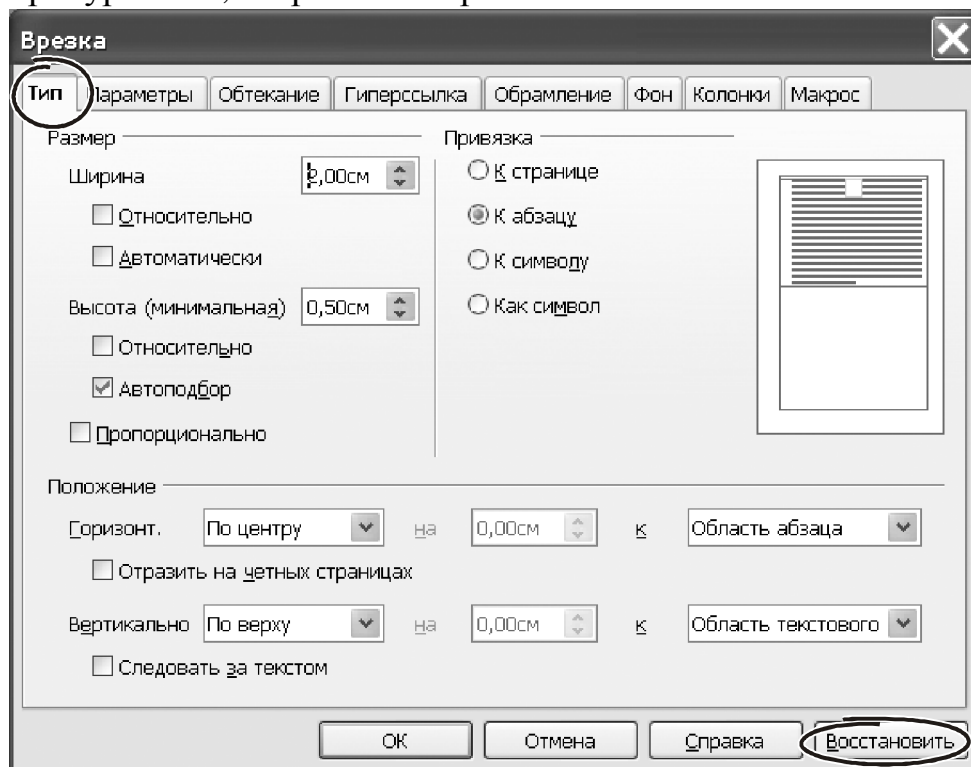 Врезка
Тип Параметры Обтекание Гиперссылка Обрамление Фон Колонки Макрос
Размер
Ширина 2,00см
Относительно
Автоматически
Высота (минимальная) 0,50см
Относительно
Автоподбор
Пропорционально
Привязка
К странице
К абзацу
К символу
Как символ
Положение
Горизонт. По центру на 0,00см к Область абзаца
Отразить на четных страницах
Вертикально По верху на 0,00см к Область текстового
Следовать за текстом
ОК Отмена Справка Восстановить